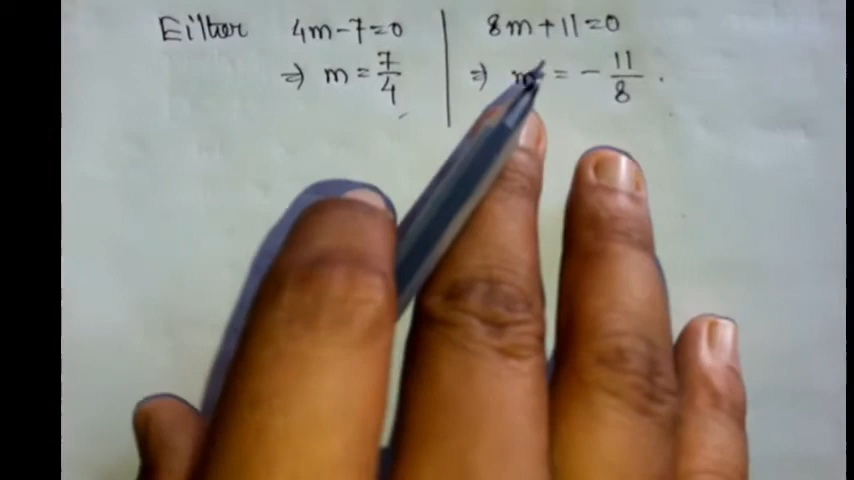 Either 4m-7=0 | 8m+11=0
⇒ m = 7/4 | ⇒ m = - 11/8.